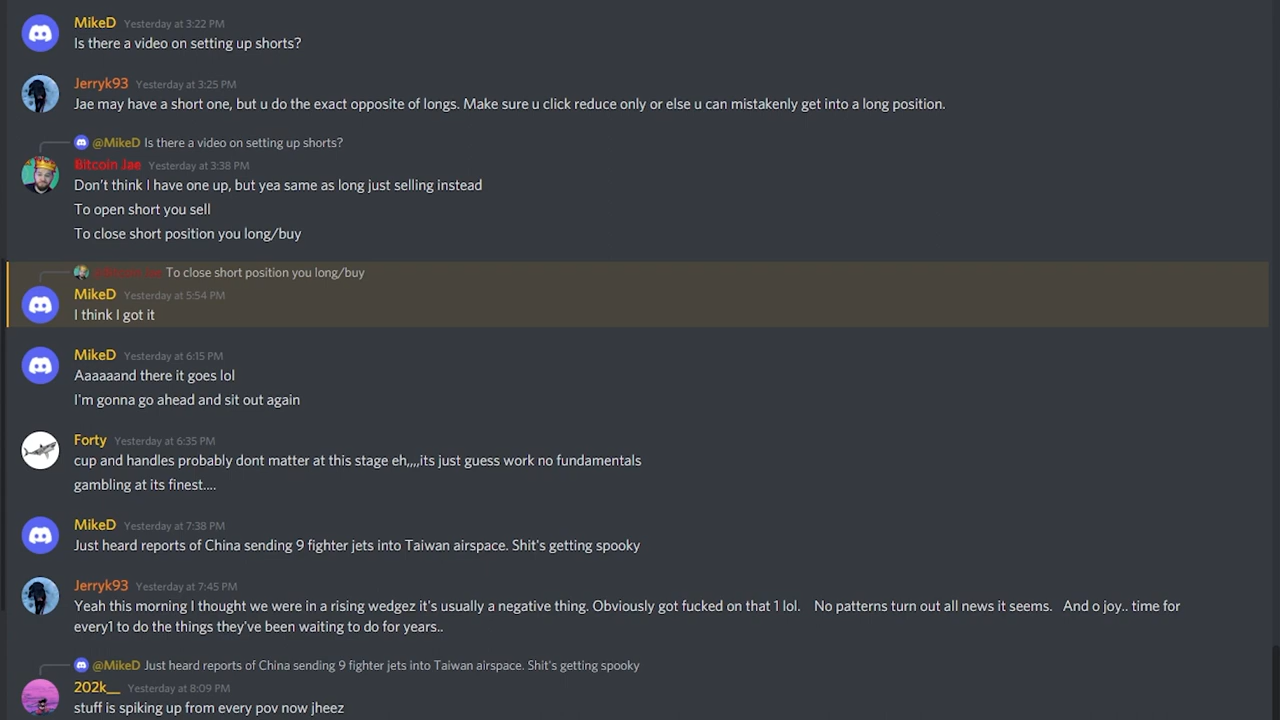 MikeD Yesterday at 3:22 PM
Is there a video on setting up shorts?
Jerryk93 Yesterday at 3:25 PM
Jae may have a short one, but u do the exact opposite of longs. Make sure u click reduce only or else u can mistakenly get into a long position.
@MikeD Is there a video on setting up shorts?
Bitcoin Jae Yesterday at 3:38 PM
Don't think I have one up, but yea same as long just selling instead
To open short you sell
To close short position you long/buy
@Bitcoin Jae To close short position you long/buy
MikeD Yesterday at 5:54 PM
I think I got it
MikeD Yesterday at 6:15 PM
Aaaaaand there it goes lol
I'm gonna go ahead and sit out again
Forty Yesterday at 6:35 PM
cup and handles probably dont matter at this stage eh,,,,its just guess work no fundamentals
gambling at its finest....
MikeD Yesterday at 7:38 PM
Just heard reports of China sending 9 fighter jets into Taiwan airspace. Shit's getting spooky
Jerryk93 Yesterday at 7:45 PM
Yeah this morning I thought we were in a rising wedgez it's usually a negative thing. Obviously got fucked on that 1 lol. No patterns turn out all news it seems. And o joy.. time for
every1 to do the things they've been waiting to do for years..
@MikeD Just heard reports of China sending 9 fighter jets into Taiwan airspace. Shit's getting spooky
202k__ Yesterday at 8:09 PM
stuff is spiking up from every pov now jheez